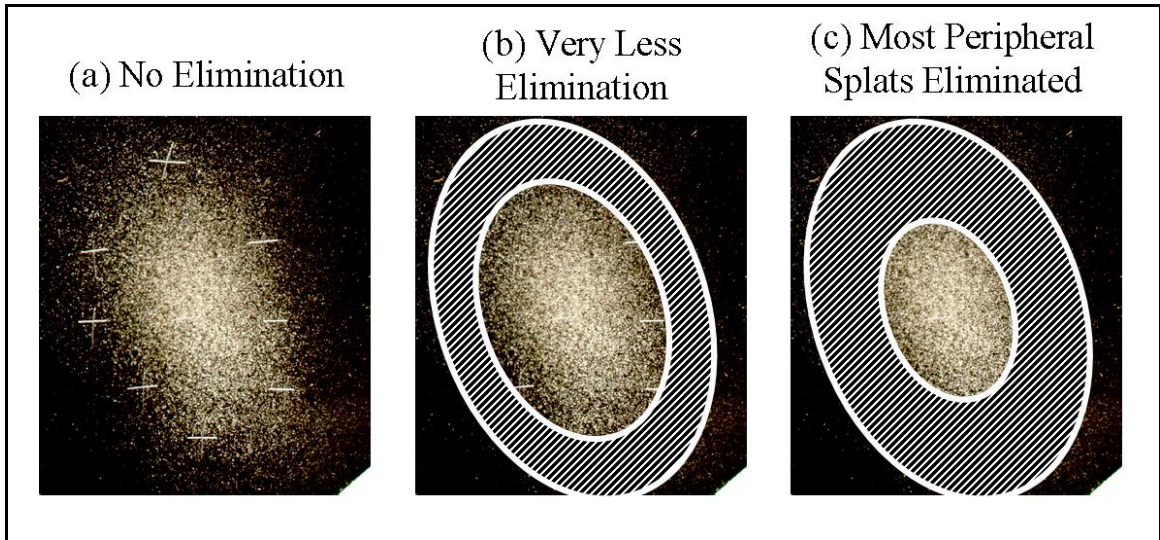 (a) No Elimination
(b) Very Less
Elimination
(c) Most Peripheral
Splats Eliminated